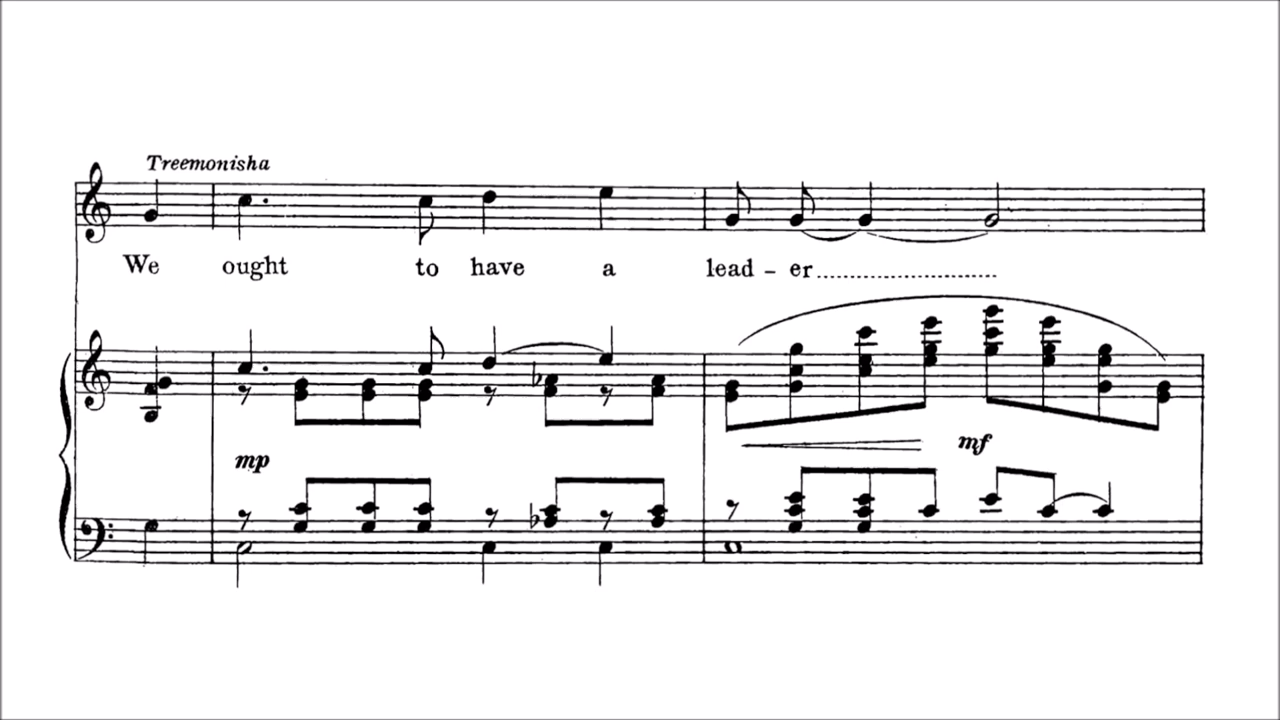 Treemonisha
We ought to have a lead - er........................
mp
mf